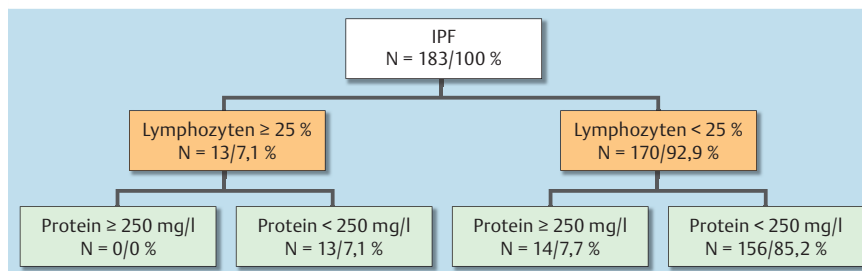 IPF
N = 183/100 %
Lymphozyten ≥ 25 %
N = 13/7,1 %
Lymphozyten < 25 %
N = 170/92,9 %
Protein ≥ 250 mg/l
N = 0/0 %
Protein < 250 mg/l
N = 13/7,1 %
Protein ≥ 250 mg/l
N = 14/7,7 %
Protein < 250 mg/l
N = 156/85,2 %